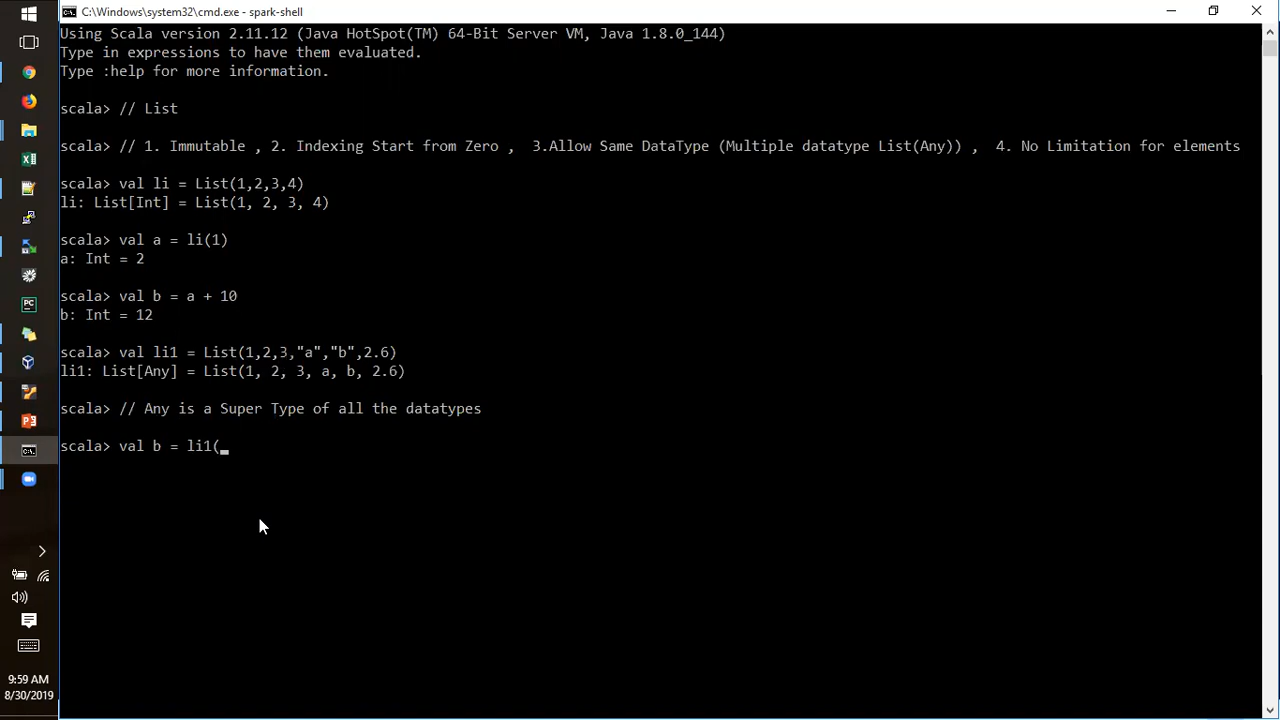 C:\Windows\system32\cmd.exe - spark-shell
Using Scala version 2.11.12 (Java HotSpot(TM) 64-Bit Server VM, Java 1.8.0_144)
Type in expressions to have them evaluated.
Type :help for more information.
scala> // List
scala> // 1. Immutable , 2. Indexing Start from Zero ,  3.Allow Same DataType (Multiple datatype List(Any)) ,  4. No Limitation for elements
scala> val li = List(1,2,3,4)
li: List[Int] = List(1, 2, 3, 4)
scala> val a = li(1)
a: Int = 2
scala> val b = a + 10
b: Int = 12
scala> val li1 = List(1,2,3,"a","b",2.6)
li1: List[Any] = List(1, 2, 3, a, b, 2.6)
scala> // Any is a Super Type of all the datatypes
scala> val b = li1(
9:59 AM
8/30/2019